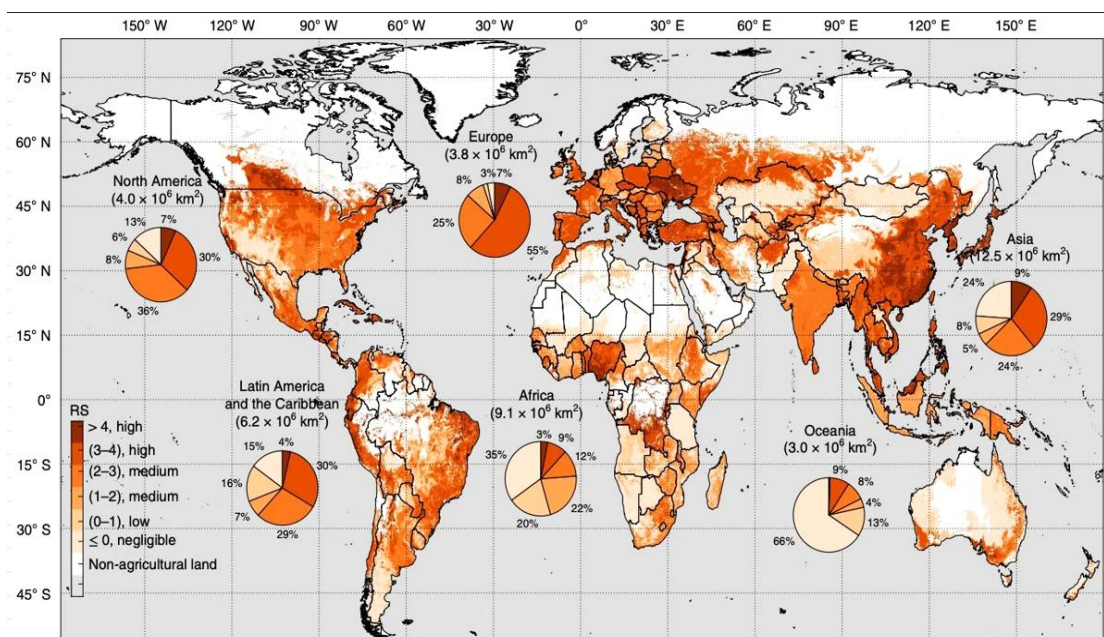 150° W 120° W 90° W 60° W 30° W 0° 30° E 60° E 90° E 120° E 150° E
75° N
60° N
45° N
30° N
15° N
0°
15° S
30° S
45° S
North America
(4.0 × 10⁶ km²)
13% 7%
6%
8%
30%
36%
Europe
(3.8 × 10⁶ km²)
8% 3% 7%
25%
55%
Asia
(12.5 × 10⁶ km²)
24% 9%
29%
8%
5%
24%
Latin America
and the Caribbean
(6.2 × 10⁶ km²)
15% 4%
30%
16%
7%
29%
Africa
(9.1 × 10⁶ km²)
3% 9%
35%
12%
22%
20%
Oceania
(3.0 × 10⁶ km²)
9%
8%
4%
13%
66%
RS
> 4, high
(3–4), high
(2–3), medium
(1–2), medium
(0–1), low
≤ 0, negligible
Non-agricultural land